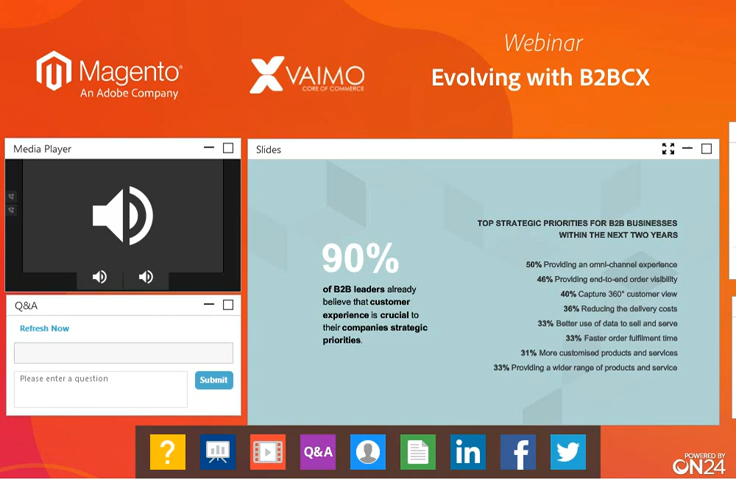 Magento®
An Adobe Company
VAIMO
CORE OF COMMERCE
Webinar
Evolving with B2BCX
Media Player
Slides
90%
of B2B leaders already
believe that customer
experience is crucial to
their companies strategic
priorities.
TOP STRATEGIC PRIORITIES FOR B2B BUSINESSES
WITHIN THE NEXT TWO YEARS
50% Providing an omni-channel experience
46% Providing end-to-end order visibility
40% Capture 360° customer view
36% Reducing the delivery costs
33% Better use of data to sell and serve
33% Faster order fulfilment time
31% More customised products and services
33% Providing a wider range of products and service
Q&A
Refresh Now
Please enter a question
Submit
?
Q&A
in
f
POWERED BY
ON24